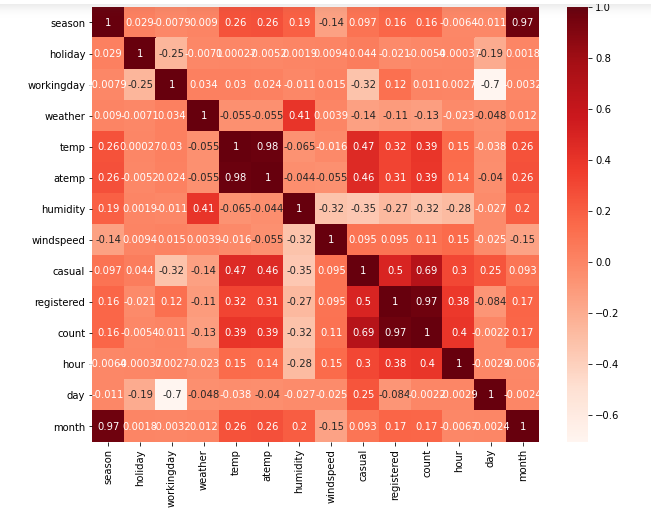 season 1 0.029 -0.0079 0.009 0.26 0.26 0.19 -0.14 0.097 0.16 0.16 -0.0064 -0.011 0.97
holiday 0.029 1 -0.25 -0.0071 0.00027 -0.0052 0.0019 0.0094 0.044 -0.021 -0.0054 -0.00037 -0.19 0.0018
workingday -0.0079 -0.25 1 0.034 0.03 0.024 -0.011 0.015 -0.32 0.12 0.011 0.0027 -0.7 -0.0032
weather 0.009 -0.0071 0.034 1 -0.055 -0.055 0.41 0.0039 -0.14 -0.11 -0.13 -0.023 -0.048 0.012
temp 0.26 0.00027 0.03 -0.055 1 0.98 -0.065 -0.016 0.47 0.32 0.39 0.15 -0.038 0.26
atemp 0.26 -0.0052 0.024 -0.055 0.98 1 -0.044 -0.055 0.46 0.31 0.39 0.14 -0.04 0.26
humidity 0.19 0.0019 -0.011 0.41 -0.065 -0.044 1 -0.32 -0.35 -0.27 -0.32 -0.28 -0.027 0.2
windspeed -0.14 0.0094 0.015 0.0039 -0.016 -0.055 -0.32 1 0.095 0.095 0.11 0.15 -0.025 -0.15
casual 0.097 0.044 -0.32 -0.14 0.47 0.46 -0.35 0.095 1 0.5 0.69 0.3 0.25 0.093
registered 0.16 -0.021 0.12 -0.11 0.32 0.31 -0.27 0.095 0.5 1 0.97 0.38 -0.084 0.17
count 0.16 -0.0054 0.011 -0.13 0.39 0.39 -0.32 0.11 0.69 0.97 1 0.4 -0.0022 0.17
hour -0.0064 -0.00037 0.0027 -0.023 0.15 0.14 -0.28 0.15 0.3 0.38 0.4 1 -0.0029 -0.0067
day -0.011 -0.19 -0.7 -0.048 -0.038 -0.04 -0.027 -0.025 0.25 -0.084 -0.0022 -0.0029 1 -0.0024
month 0.97 0.0018 -0.0032 0.012 0.26 0.26 0.2 -0.15 0.093 0.17 0.17 -0.0067 -0.0024 1
season holiday workingday weather temp atemp humidity windspeed casual registered count hour day month
1.0
0.8
0.6
0.4
0.2
0.0
−0.2
−0.4
−0.6